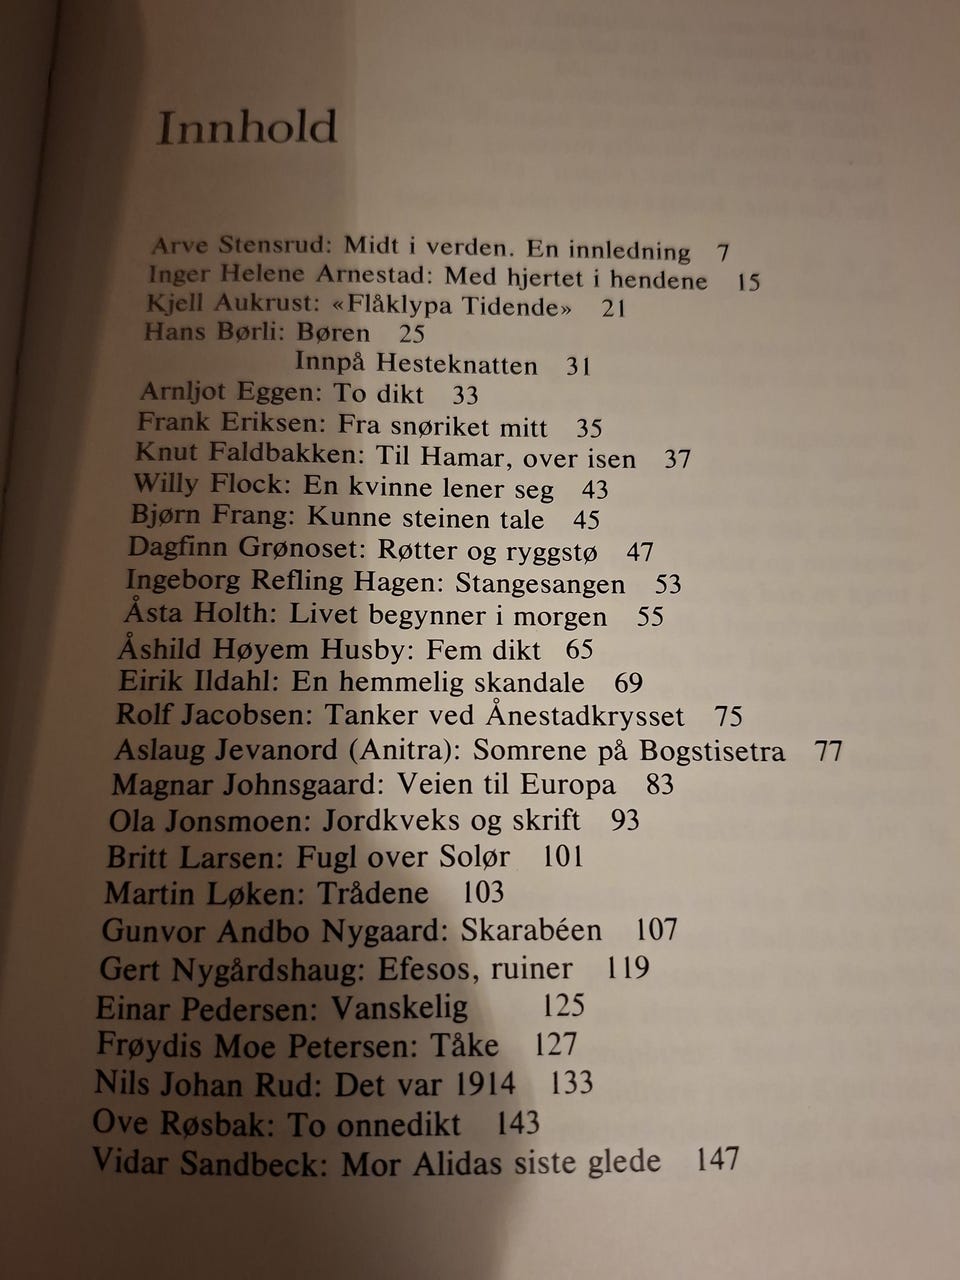 Innhold
Arve Stensrud: Midt i verden. En innledning 7
Inger Helene Arnestad: Med hjertet i hendene 15
Kjell Aukrust: «Flåklypa Tidende» 21
Hans Børli: Børen 25
Innpå Hesteknatten 31
Arnljot Eggen: To dikt 33
Frank Eriksen: Fra snøriket mitt 35
Knut Faldbakken: Til Hamar, over isen 37
Willy Flock: En kvinne lener seg 43
Bjørn Frang: Kunne steinen tale 45
Dagfinn Grønoset: Røtter og ryggstø 47
Ingeborg Refling Hagen: Stangesangen 53
Åsta Holth: Livet begynner i morgen 55
Åshild Høyem Husby: Fem dikt 65
Eirik Ildahl: En hemmelig skandale 69
Rolf Jacobsen: Tanker ved Ånestadkrysset 75
Aslaug Jevanord (Anitra): Somrene på Bogstisetra 77
Magnar Johnsgaard: Veien til Europa 83
Ola Jonsmoen: Jordkveks og skrift 93
Britt Larsen: Fugl over Solør 101
Martin Løken: Trådene 103
Gunvor Andbo Nygaard: Skarabéen 107
Gert Nygårdshaug: Efesos, ruiner 119
Einar Pedersen: Vanskelig 125
Frøydis Moe Petersen: Tåke 127
Nils Johan Rud: Det var 1914 133
Ove Røsbak: To onnedikt 143
Vidar Sandbeck: Mor Alidas siste glede 147